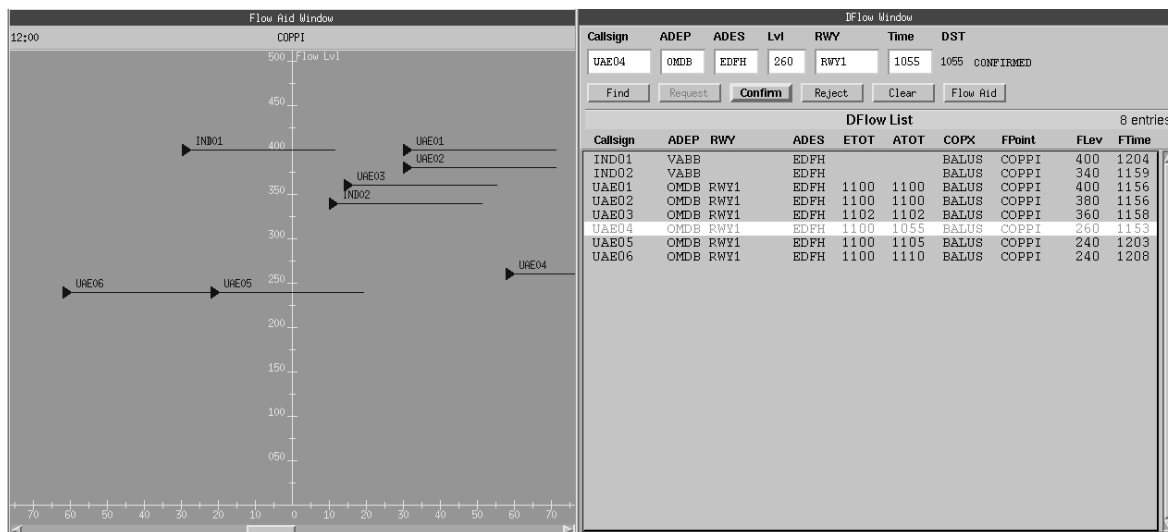 Flow Aid Window
12:00 COPPI
500 Flow Lvl
450
IND01 400 UAE01
UAE02
UAE03
350 IND02
300
UAE04
UAE06 UAE05 250
200
150
100
050
70 60 50 40 30 20 10 0 10 20 30 40 50 60 70
DFlow Window
Callsign ADEP ADES Lvl RWY Time DST
UAE04 OMDB EDFH 260 RWY1 1055 1055 CONFIRMED
Find Request Confirm Reject Clear Flow Aid
DFlow List 8 entries
Callsign ADEP RWY ADES ETOT ATOT COPX FPoint FLev FTime
IND01 VABB EDFH BALUS COPPI 400 1204
IND02 VABB EDFH BALUS COPPI 340 1159
UAE01 OMDB RWY1 EDFH 1100 1100 BALUS COPPI 400 1156
UAE02 OMDB RWY1 EDFH 1100 1100 BALUS COPPI 380 1156
UAE03 OMDB RWY1 EDFH 1102 1102 BALUS COPPI 360 1158
UAE04 OMDB RWY1 EDFH 1100 1055 BALUS COPPI 260 1153
UAE05 OMDB RWY1 EDFH 1100 1105 BALUS COPPI 240 1203
UAE06 OMDB RWY1 EDFH 1100 1110 BALUS COPPI 240 1208